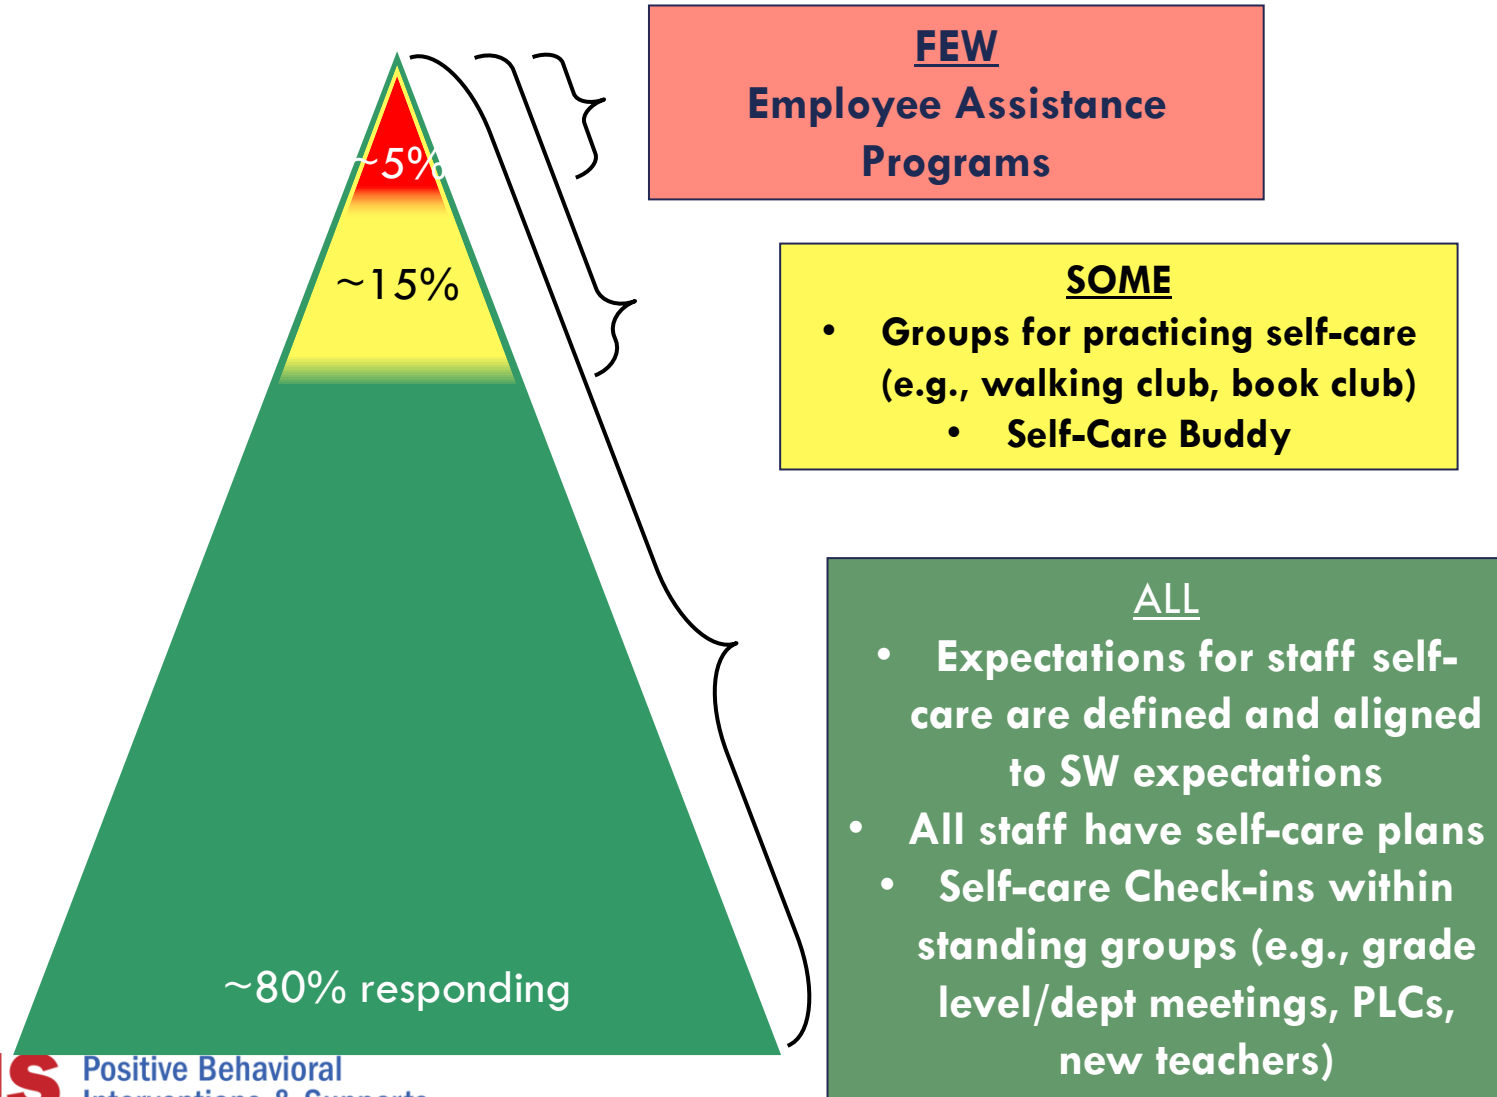 FEW
Employee Assistance
Programs
~5%
~15%
SOME
• Groups for practicing self-care
(e.g., walking club, book club)
• Self-Care Buddy
ALL
• Expectations for staff self-
care are defined and aligned
to SW expectations
• All staff have self-care plans
• Self-care Check-ins within
standing groups (e.g., grade
level/dept meetings, PLCs,
new teachers)
~80% responding
Positive Behavioral
Interventions & Supports